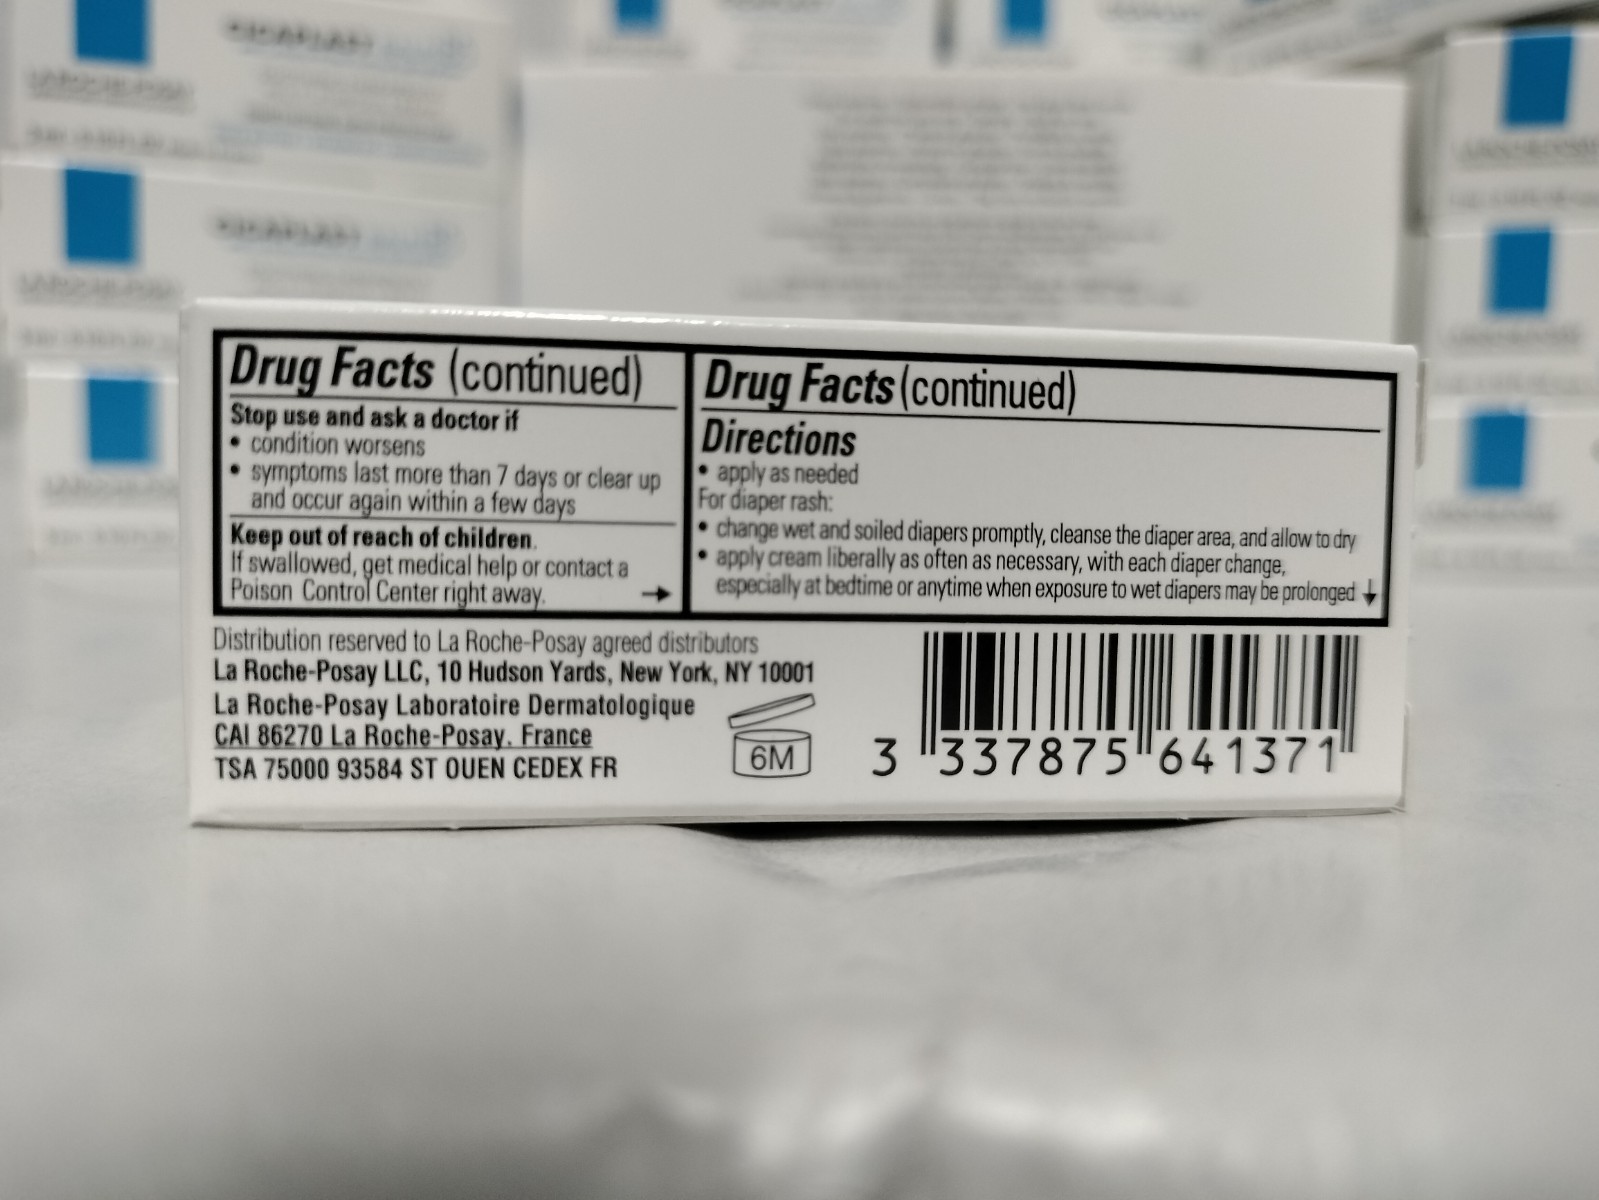 Drug Facts (continued)
Stop use and ask a doctor if
• condition worsens
• symptoms last more than 7 days or clear up
and occur again within a few days
Keep out of reach of children.
If swallowed, get medical help or contact a
Poison Control Center right away. →
Drug Facts (continued)
Directions
• apply as needed
For diaper rash:
• change wet and soiled diapers promptly, cleanse the diaper area, and allow to dry
• apply cream liberally as often as necessary, with each diaper change,
especially at bedtime or anytime when exposure to wet diapers may be prolonged ↓
Distribution reserved to La Roche-Posay agreed distributors
La Roche-Posay LLC, 10 Hudson Yards, New York, NY 10001
La Roche-Posay Laboratoire Dermatologique
CAI 86270 La Roche-Posay. France
TSA 75000 93584 ST OUEN CEDEX FR
6M
3 337875 641371